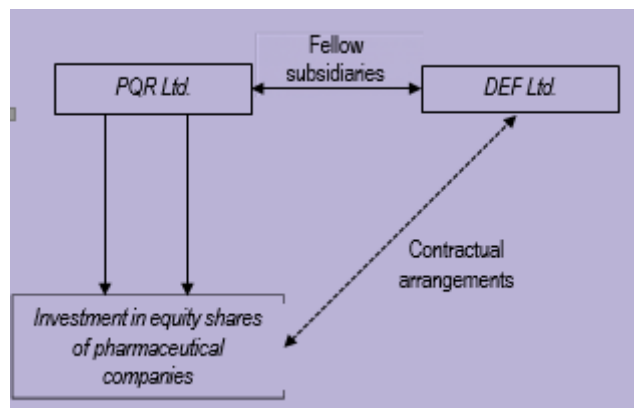 Fellow
subsidiaries
PQR Ltd.
DEF Ltd.
Contractual
arrangements
Investment in equity shares
of pharmaceutical
companies